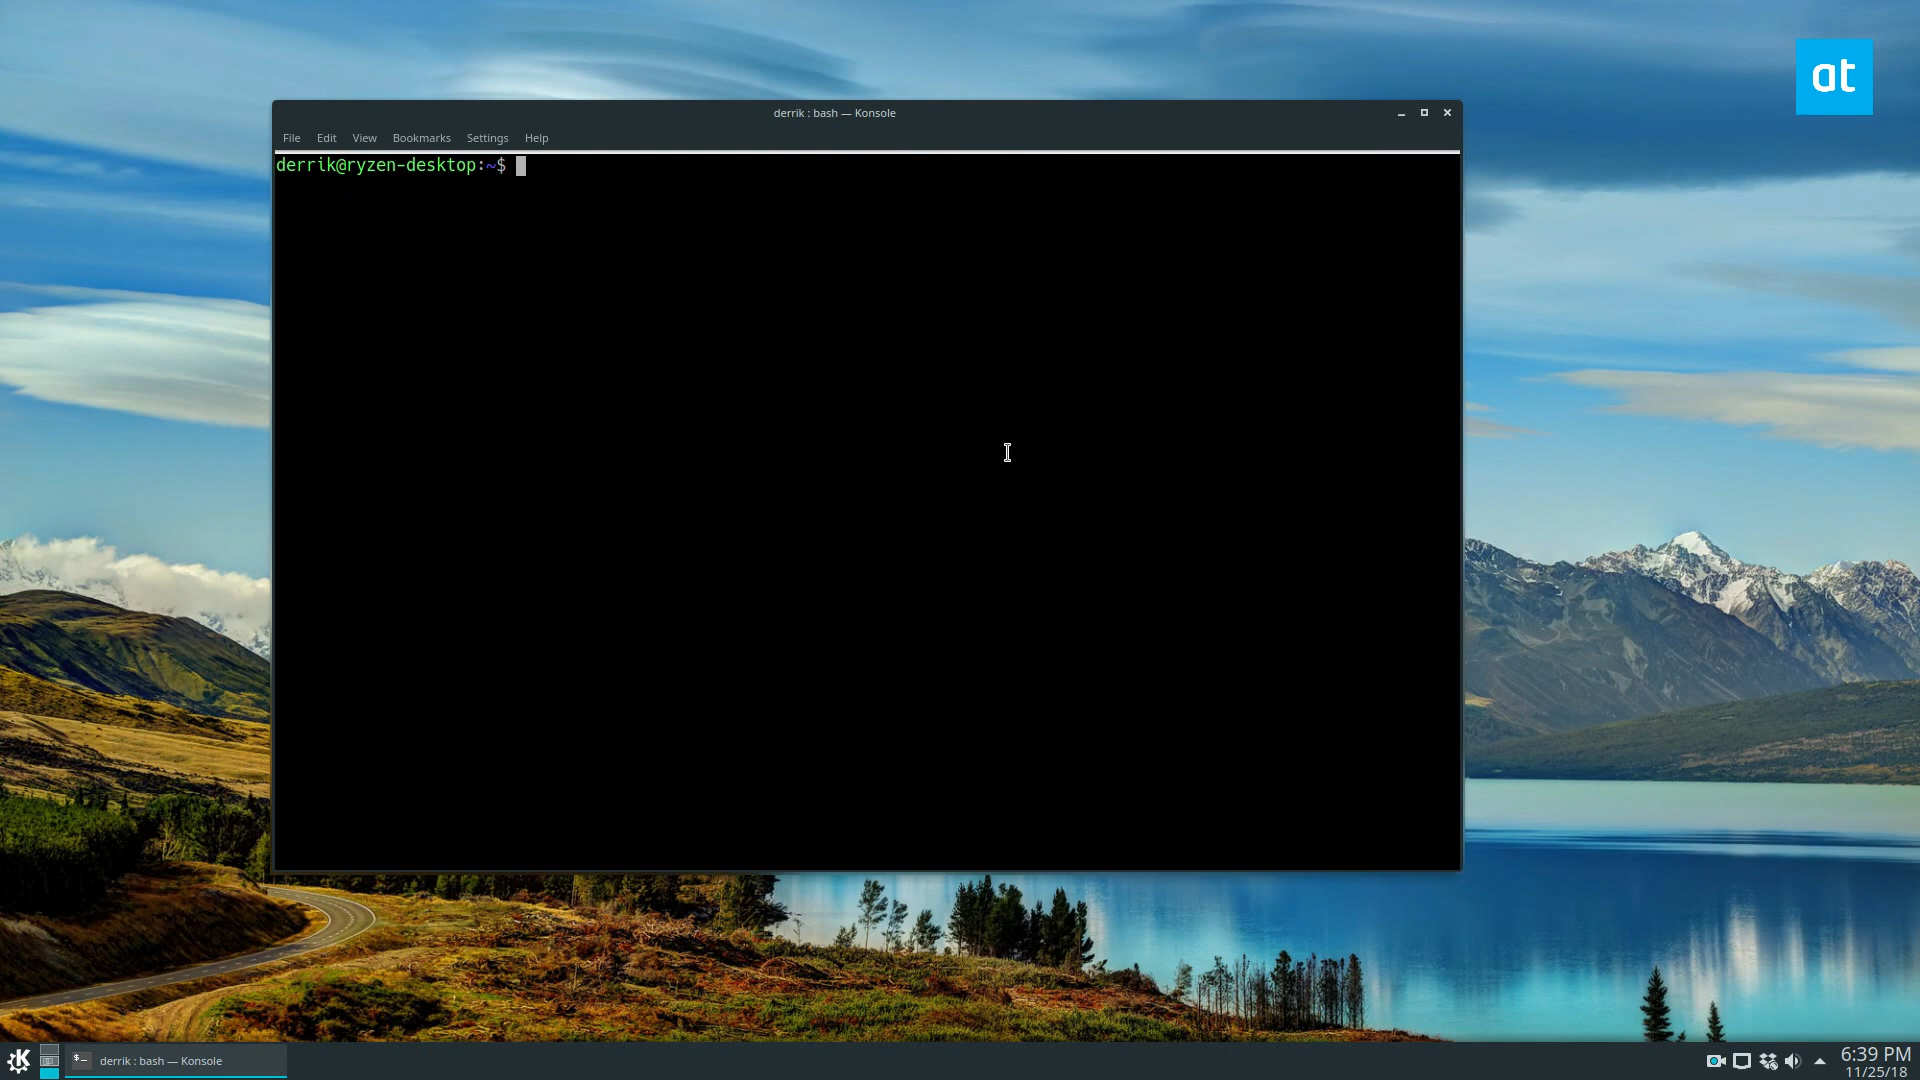 at
derrik : bash — Konsole
File Edit View Bookmarks Settings Help
derrik@ryzen-desktop:~$
derrik : bash — Konsole
6:39 PM
11/25/18